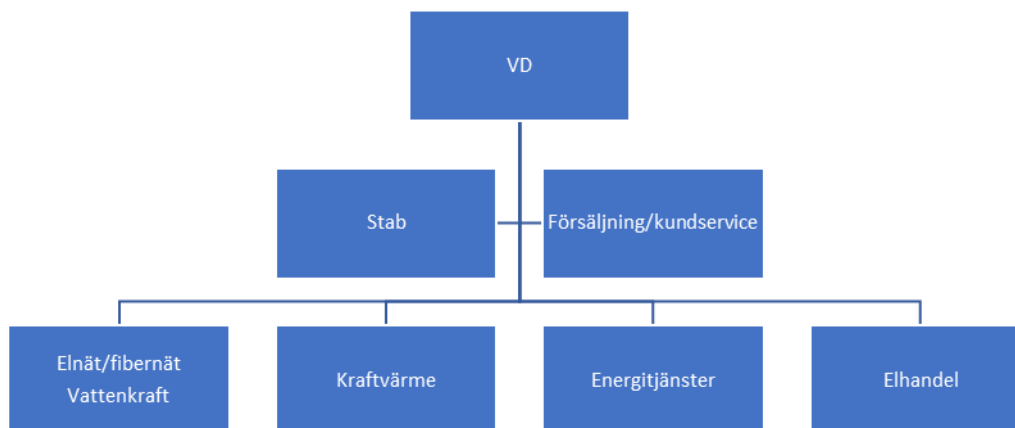 VD
Stab
Försäljning/kundservice
Elnät/fibernät
Vattenkraft
Kraftvärme
Energitjänster
Elhandel